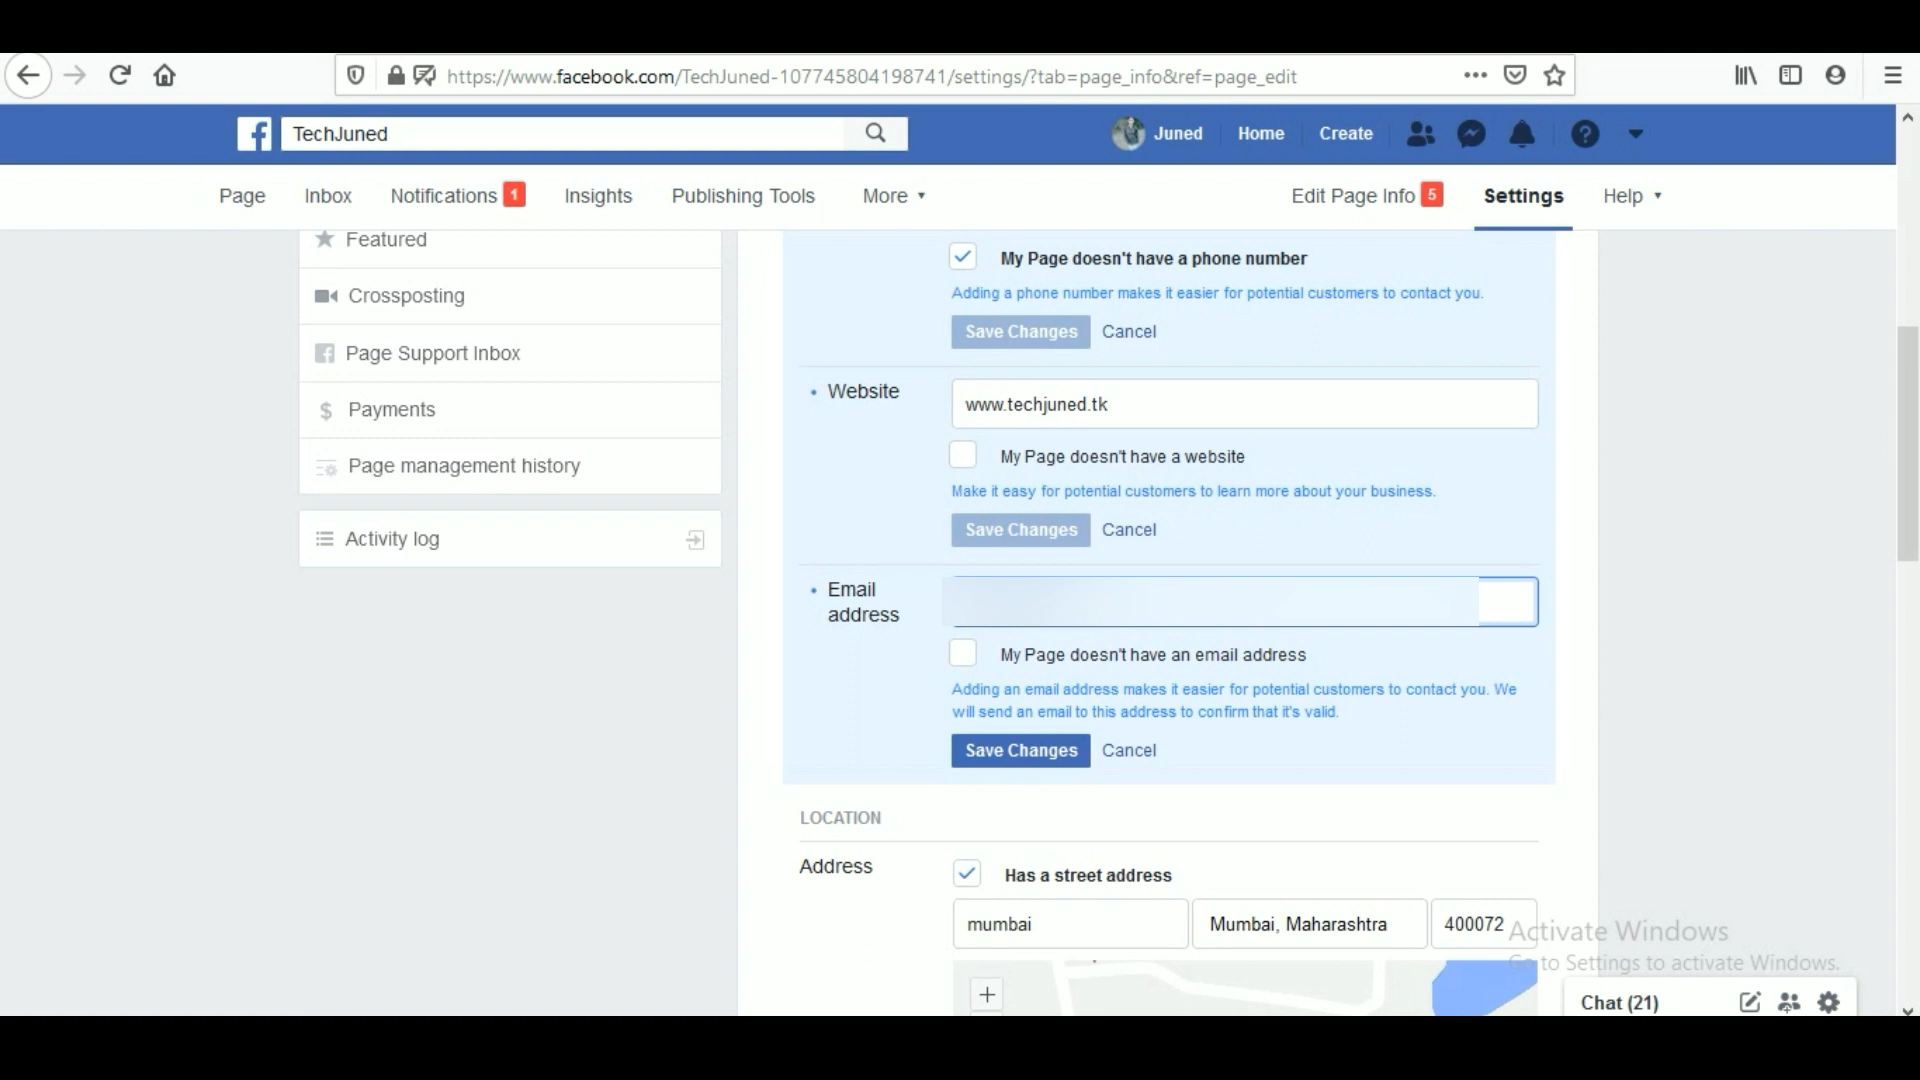 https://www.facebook.com/TechJuned-107745804198741/settings/?tab=page_info&ref=page_edit
TechJuned
Juned
Home
Create
Page
Inbox
Notifications 1
Insights
Publishing Tools
More
Edit Page Info 5
Settings
Help
Featured
Crossposting
Page Support Inbox
Payments
Page management history
Activity log
My Page doesn't have a phone number
Adding a phone number makes it easier for potential customers to contact you.
Save Changes Cancel
Website
www.techjuned.tk
My Page doesn't have a website
Make it easy for potential customers to learn more about your business.
Save Changes Cancel
Email
address
My Page doesn't have an email address
Adding an email address makes it easier for potential customers to contact you. We
will send an email to this address to confirm that it's valid.
Save Changes Cancel
LOCATION
Address
Has a street address
mumbai
Mumbai, Maharashtra
400072
Activate Windows
Go to Settings to activate Windows.
Chat (21)